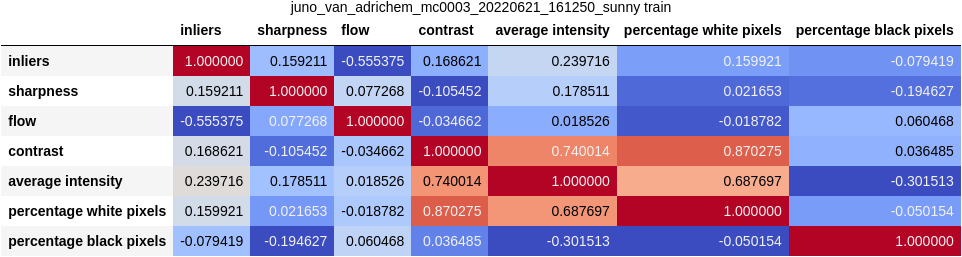 juno_van_adrichem_mc0003_20220621_161250_sunny train
inliers sharpness flow contrast average intensity percentage white pixels percentage black pixels
inliers 1.000000 0.159211 -0.555375 0.168621 0.239716 0.159921 -0.079419
sharpness 0.159211 1.000000 0.077268 -0.105452 0.178511 0.021653 -0.194627
flow -0.555375 0.077268 1.000000 -0.034662 0.018526 -0.018782 0.060468
contrast 0.168621 -0.105452 -0.034662 1.000000 0.740014 0.870275 0.036485
average intensity 0.239716 0.178511 0.018526 0.740014 1.000000 0.687697 -0.301513
percentage white pixels 0.159921 0.021653 -0.018782 0.870275 0.687697 1.000000 -0.050154
percentage black pixels -0.079419 -0.194627 0.060468 0.036485 -0.301513 -0.050154 1.000000